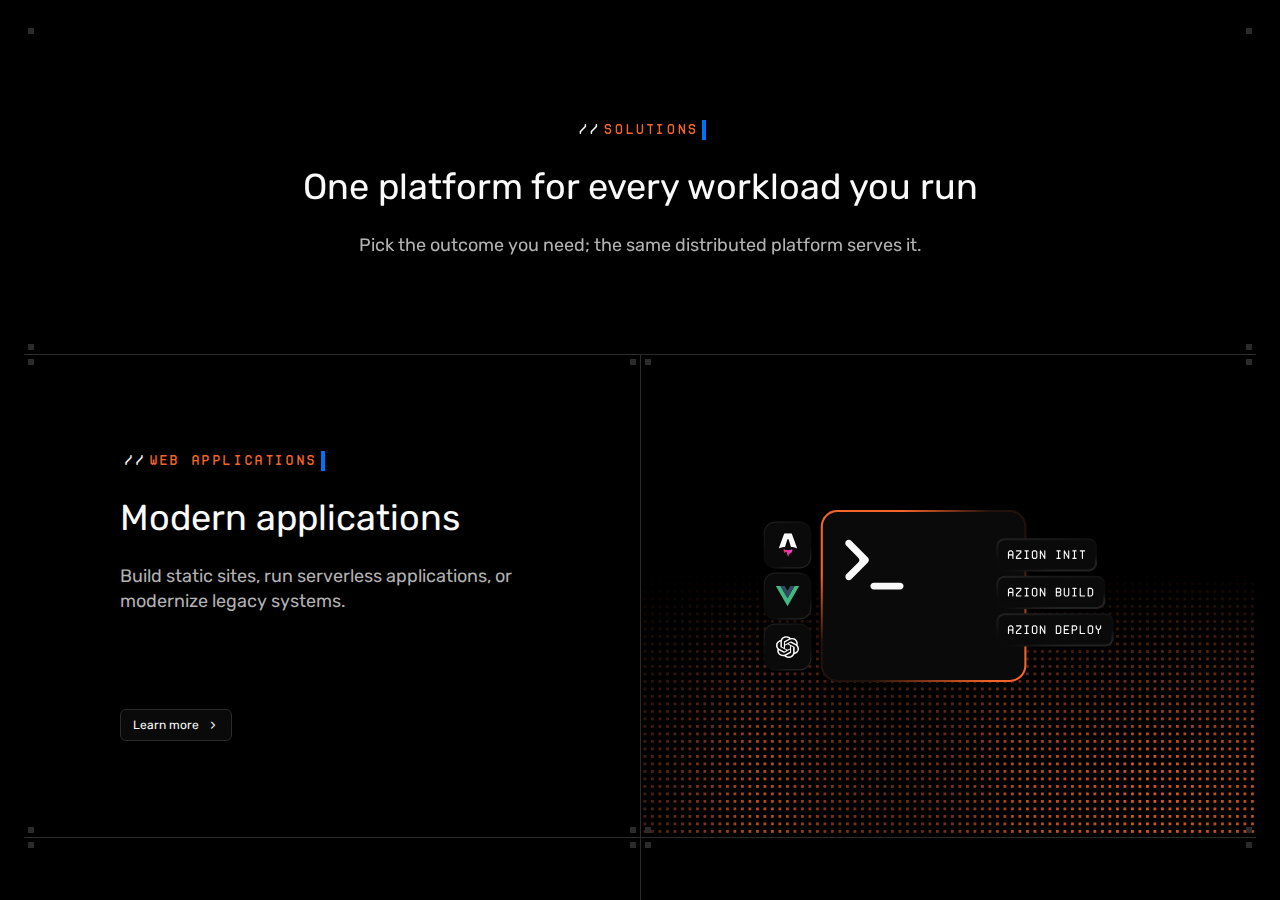 // SOLUTIONS
One platform for every workload you run
Pick the outcome you need; the same distributed platform serves it.
// WEB APPLICATIONS
Modern applications
Build static sites, run serverless applications, or
modernize legacy systems.
Learn more
>_
AZION INIT
AZION BUILD
AZION DEPLOY